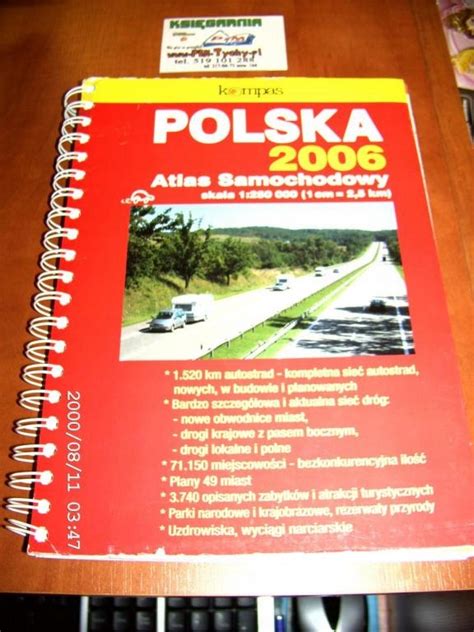 KSIĘGARNIA
tel. 519 101 288
kompas
POLSKA
2006
Atlas Samochodowy
skala 1:250 000 (1 cm = 2,5 km)
* 1.520 km autostrad - kompletna sieć autostrad,
nowych, w budowie i planowanych
* Bardzo szczegółowa i aktualna sieć dróg:
- nowe obwodnice miast,
- drogi krajowe z pasem bocznym,
- drogi lokalne i polne
* 71.150 miejscowości - bezkonkurencyjna ilość
* Plany 49 miast
* 3.740 opisanych zabytków i atrakcji turystycznych
* Parki narodowe i krajobrazowe, rezerwaty przyrody
* Uzdrowiska, wyciągi narciarskie
2000/08/11 03:47